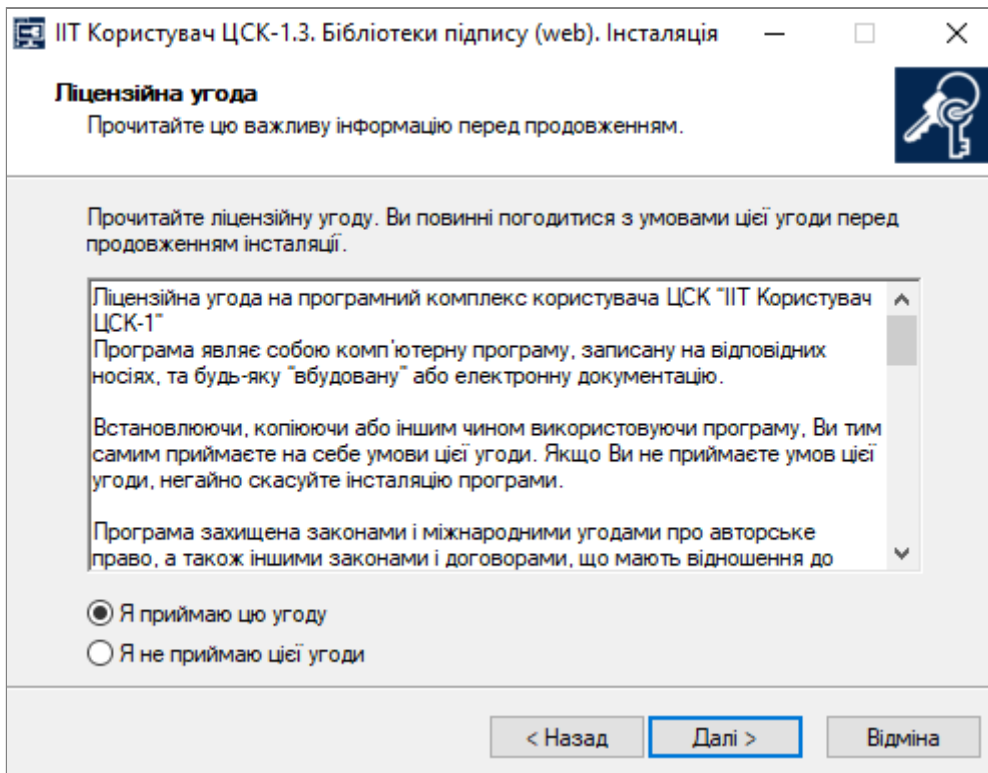 ІІТ Користувач ЦСК-1.3. Бібліотеки підпису (web). Інсталяція
Ліцензійна угода
Прочитайте цю важливу інформацію перед продовженням.
Прочитайте ліцензійну угоду. Ви повинні погодитися з умовами цієї угоди перед
продовженням інсталяції.
Ліцензійна угода на програмний комплекс користувача ЦСК "ІІТ Користувач
ЦСК-1"
Програма являє собою комп'ютерну програму, записану на відповідних
носіях, та будь-яку "вбудовану" або електронну документацію.
Встановлюючи, копіюючи або іншим чином використовуючи програму, Ви тим
самим приймаєте на себе умови цієї угоди. Якщо Ви не приймаєте умов цієї
угоди, негайно скасуйте інсталяцію програми.
Програма захищена законами і міжнародними угодами про авторське
право, а також іншими законами і договорами, що мають відношення до
Я приймаю цю угоду
Я не приймаю цієї угоди
< Назад Далі > Відміна